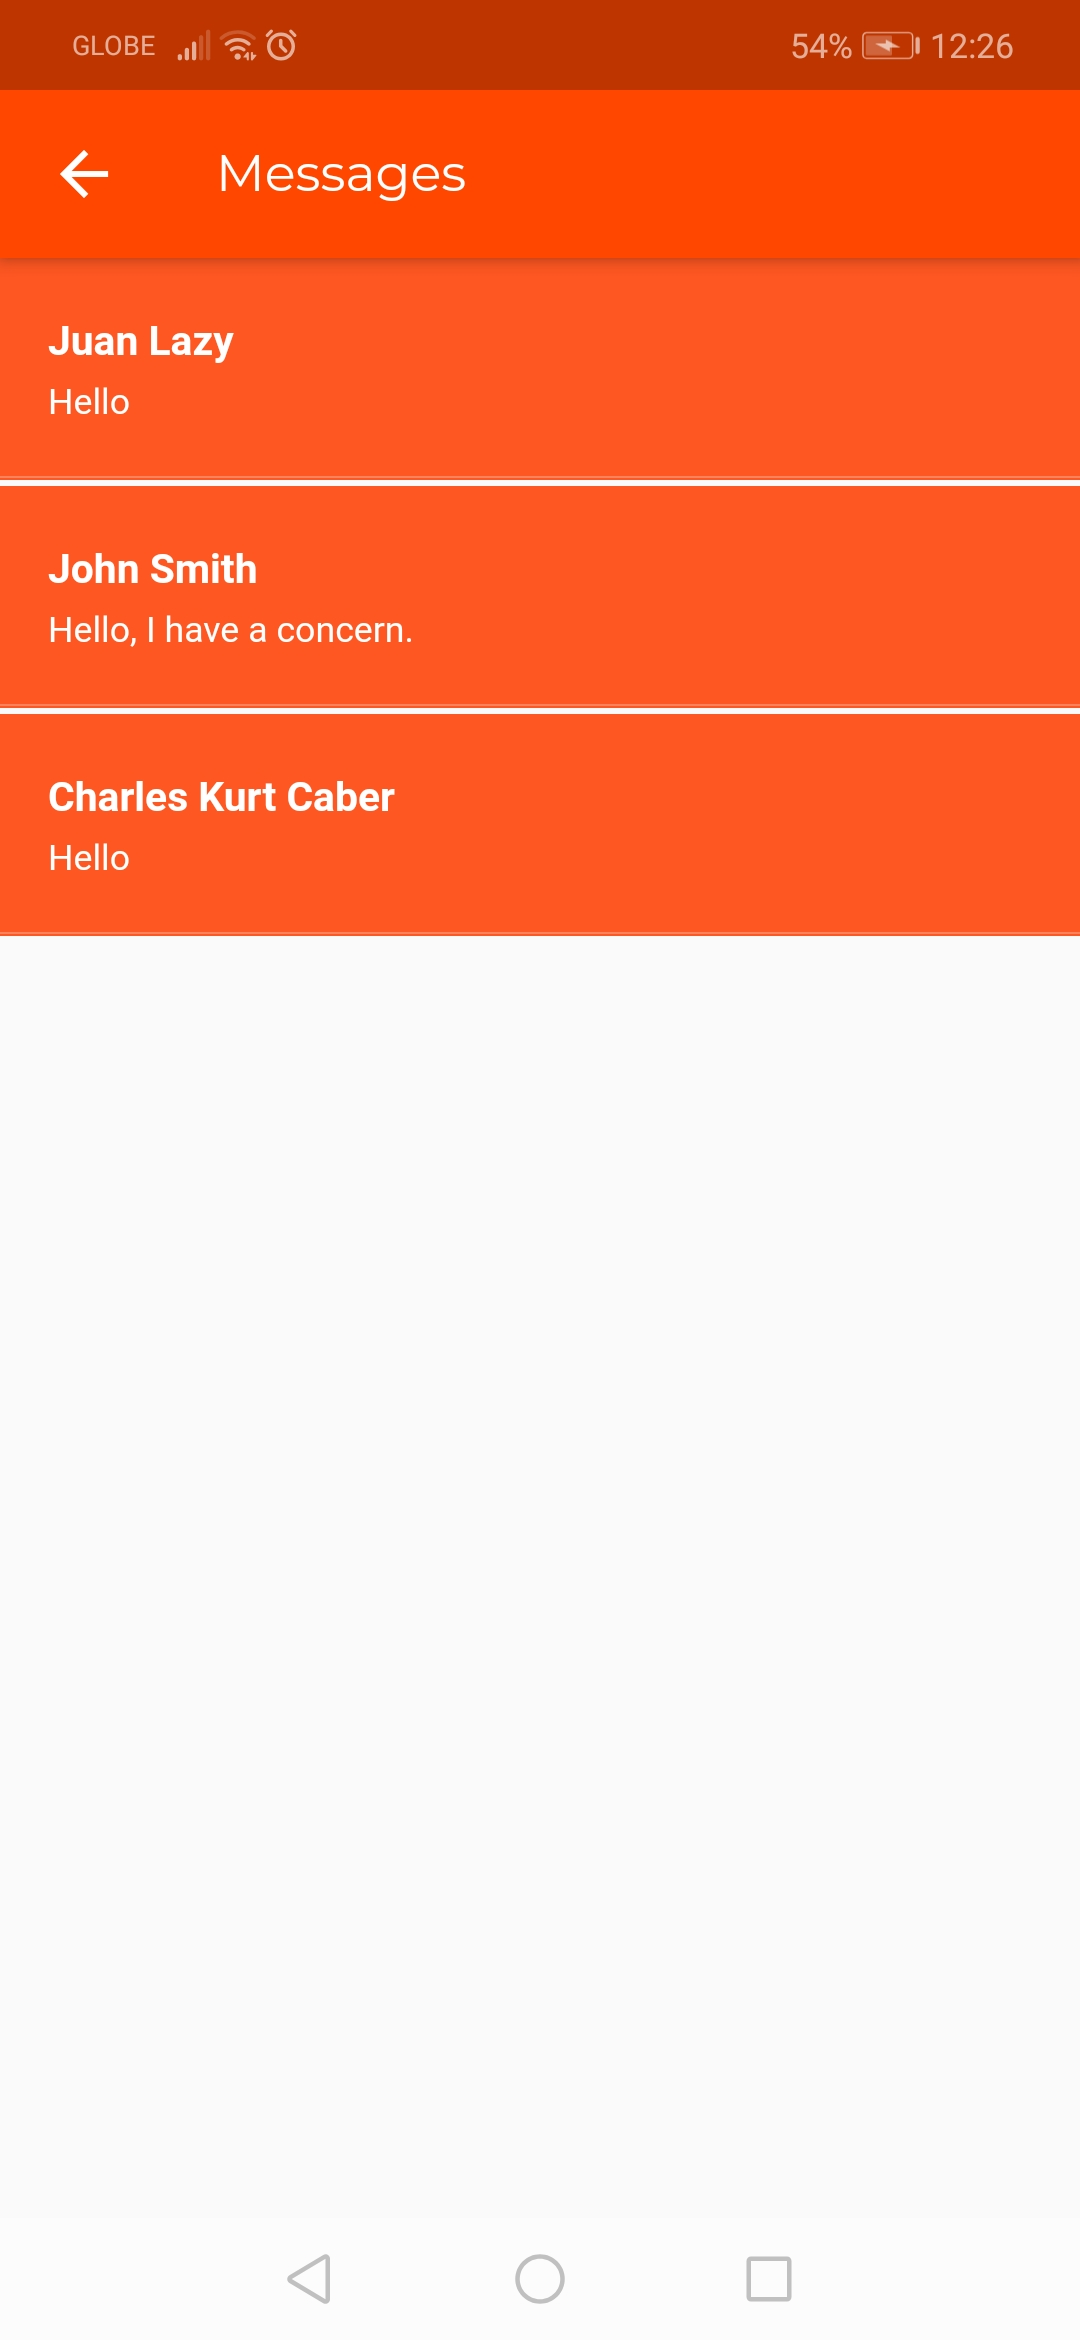 GLOBE 54% 12:26
Messages
Juan Lazy
Hello
John Smith
Hello, I have a concern.
Charles Kurt Caber
Hello